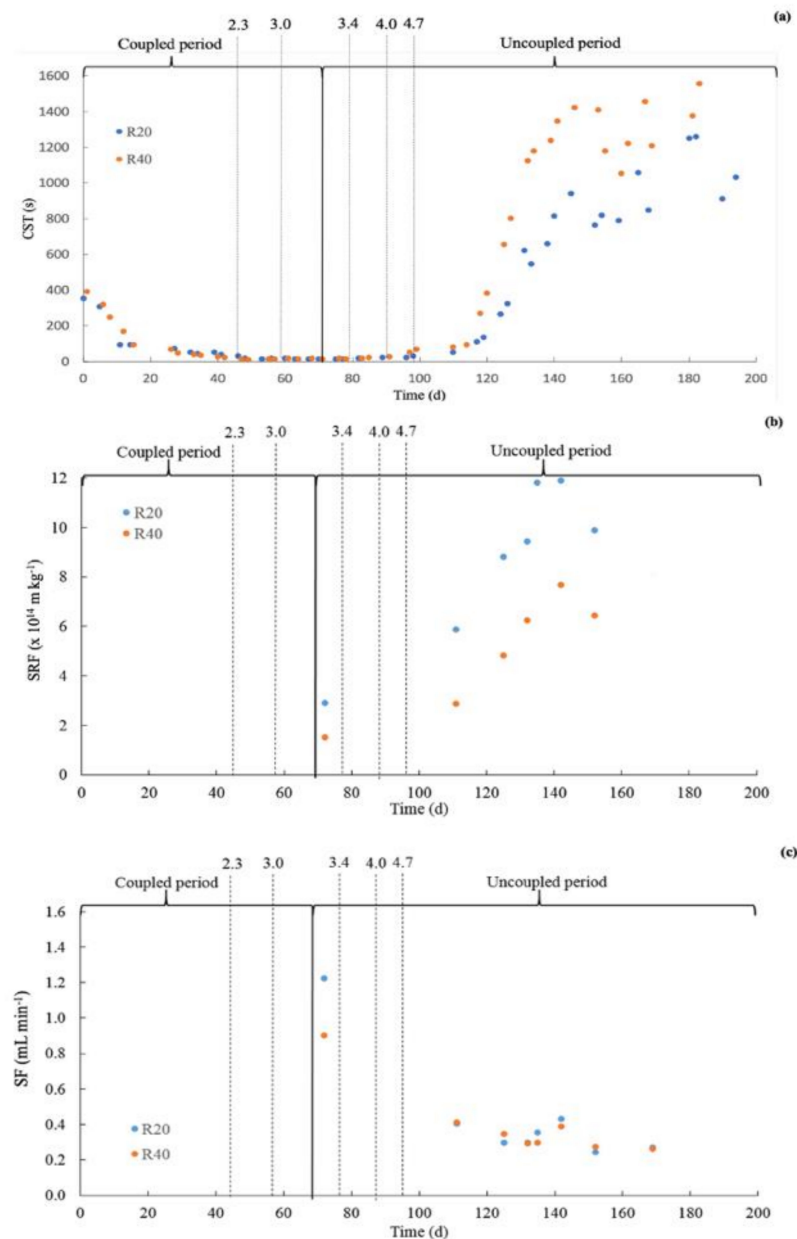 (a)
2.3 3.0 3.4 4.0 4.7
Coupled period Uncoupled period
1600
1400
1200
1000
800
600
400
200
0
CST (s)
R20
R40
0 20 40 60 80 100 120 140 160 180 200
Time (d)
(b)
2.3 3.0 3.4 4.0 4.7
Coupled period Uncoupled period
12
10
8
6
4
2
0
SRF (x 10¹⁴ m kg⁻¹)
R20
R40
0 20 40 60 80 100 120 140 160 180 200
Time (d)
(c)
2.3 3.0 3.4 4.0 4.7
Coupled period Uncoupled period
1.6
1.4
1.2
1.0
0.8
0.6
0.4
0.2
0.0
SF (mL min⁻¹)
R20
R40
0 20 40 60 80 100 120 140 160 180 200
Time (d)